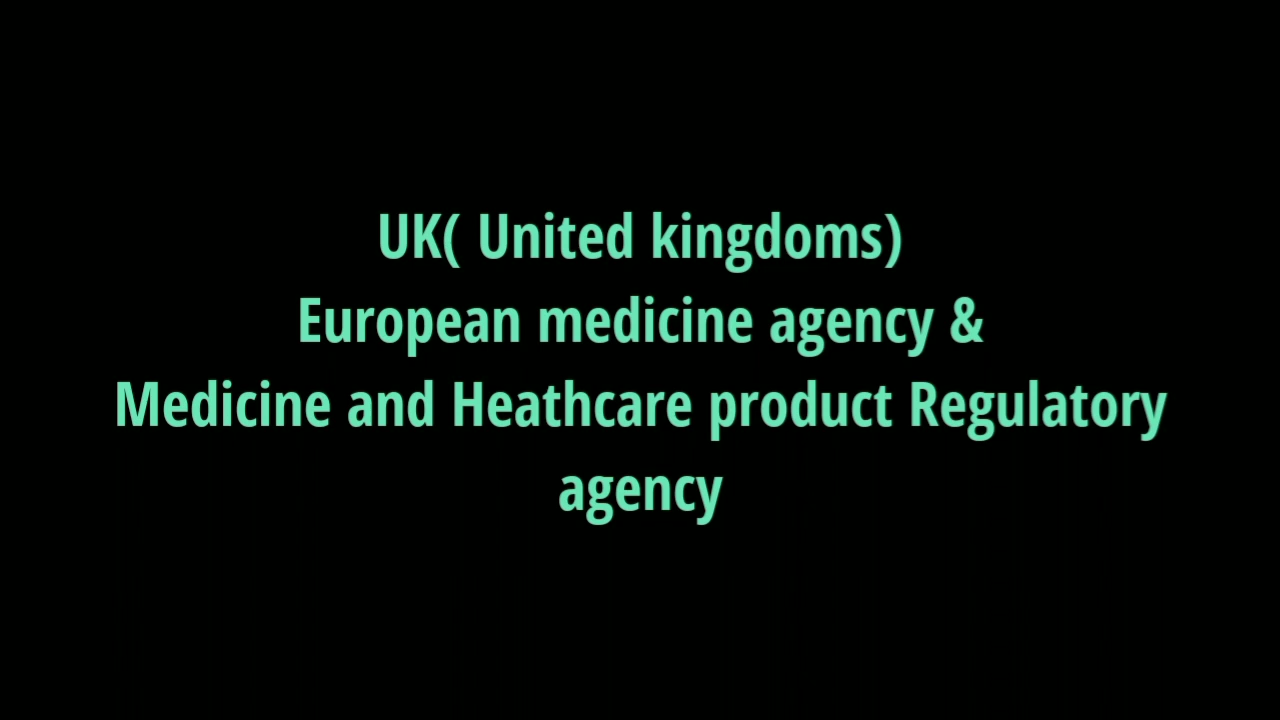 UK( United kingdoms)
European medicine agency &
Medicine and Heathcare product Regulatory
agency